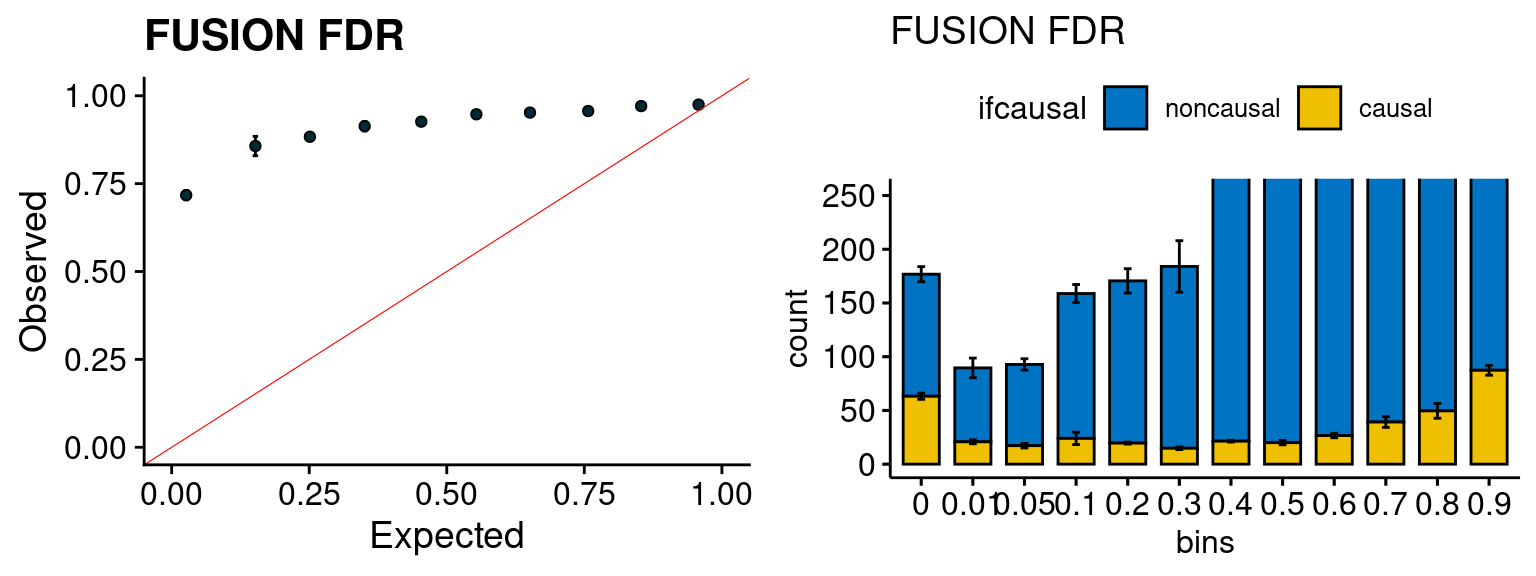 FUSION FDR
Observed
1.00
0.75
0.50
0.25
0.00
0.00 0.25 0.50 0.75 1.00
Expected
FUSION FDR
ifcausal noncausal causal
count
250
200
150
100
50
0
0 0.01 0.05 0.1 0.2 0.3 0.4 0.5 0.6 0.7 0.8 0.9
bins